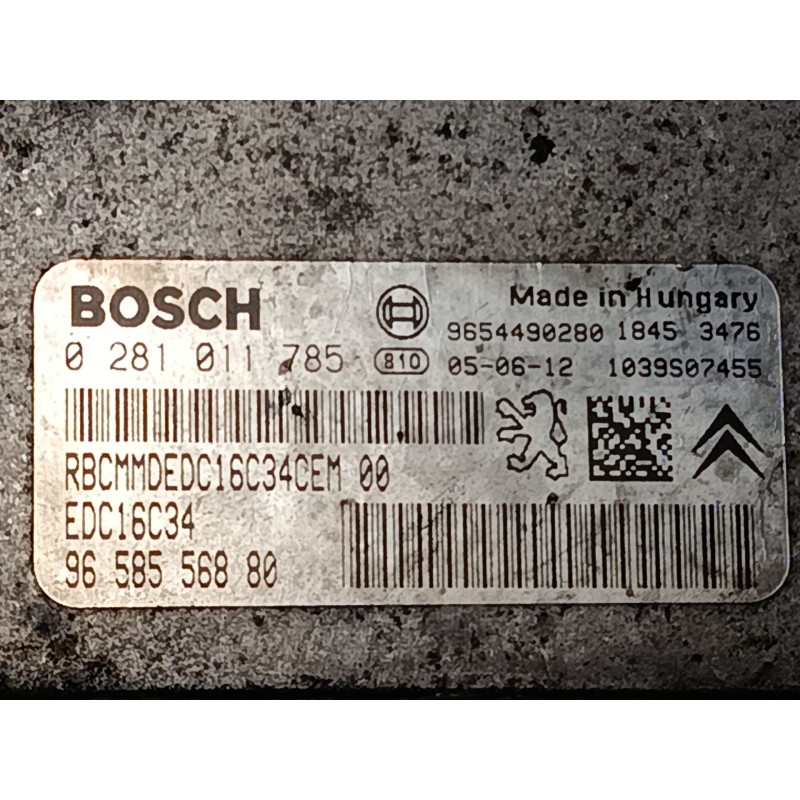 BOSCH
Made in Hungary
9654490280 1845 3476
0 281 011 785 810 05-06-12 1039S07455
RBCMMDEDC16C34CEM 00
EDC16C34
96 585 568 80